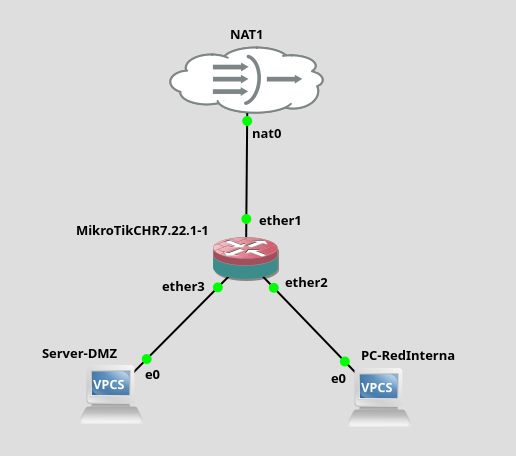 NAT1
nat0
ether1
MikroTikCHR7.22.1-1
ether3
ether2
Server-DMZ
PC-RedInterna
e0
e0
VPCS
VPCS